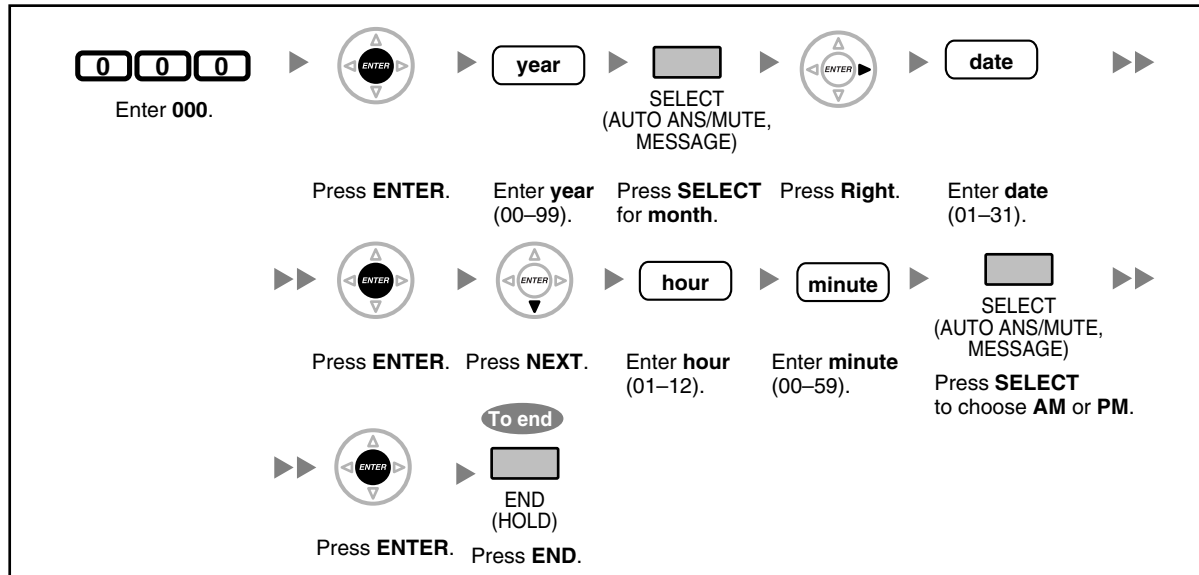 0 0 0
ENTER
year
ENTER
date
Enter 000.
SELECT
(AUTO ANS/MUTE,
MESSAGE)
Press ENTER.
Enter year
(00–99).
Press SELECT
for month.
Press Right.
Enter date
(01–31).
ENTER
ENTER
hour
minute
SELECT
(AUTO ANS/MUTE,
MESSAGE)
Press ENTER.
Press NEXT.
Enter hour
(01–12).
Enter minute
(00–59).
Press SELECT
to choose AM or PM.
To end
ENTER
END
(HOLD)
Press ENTER.
Press END.